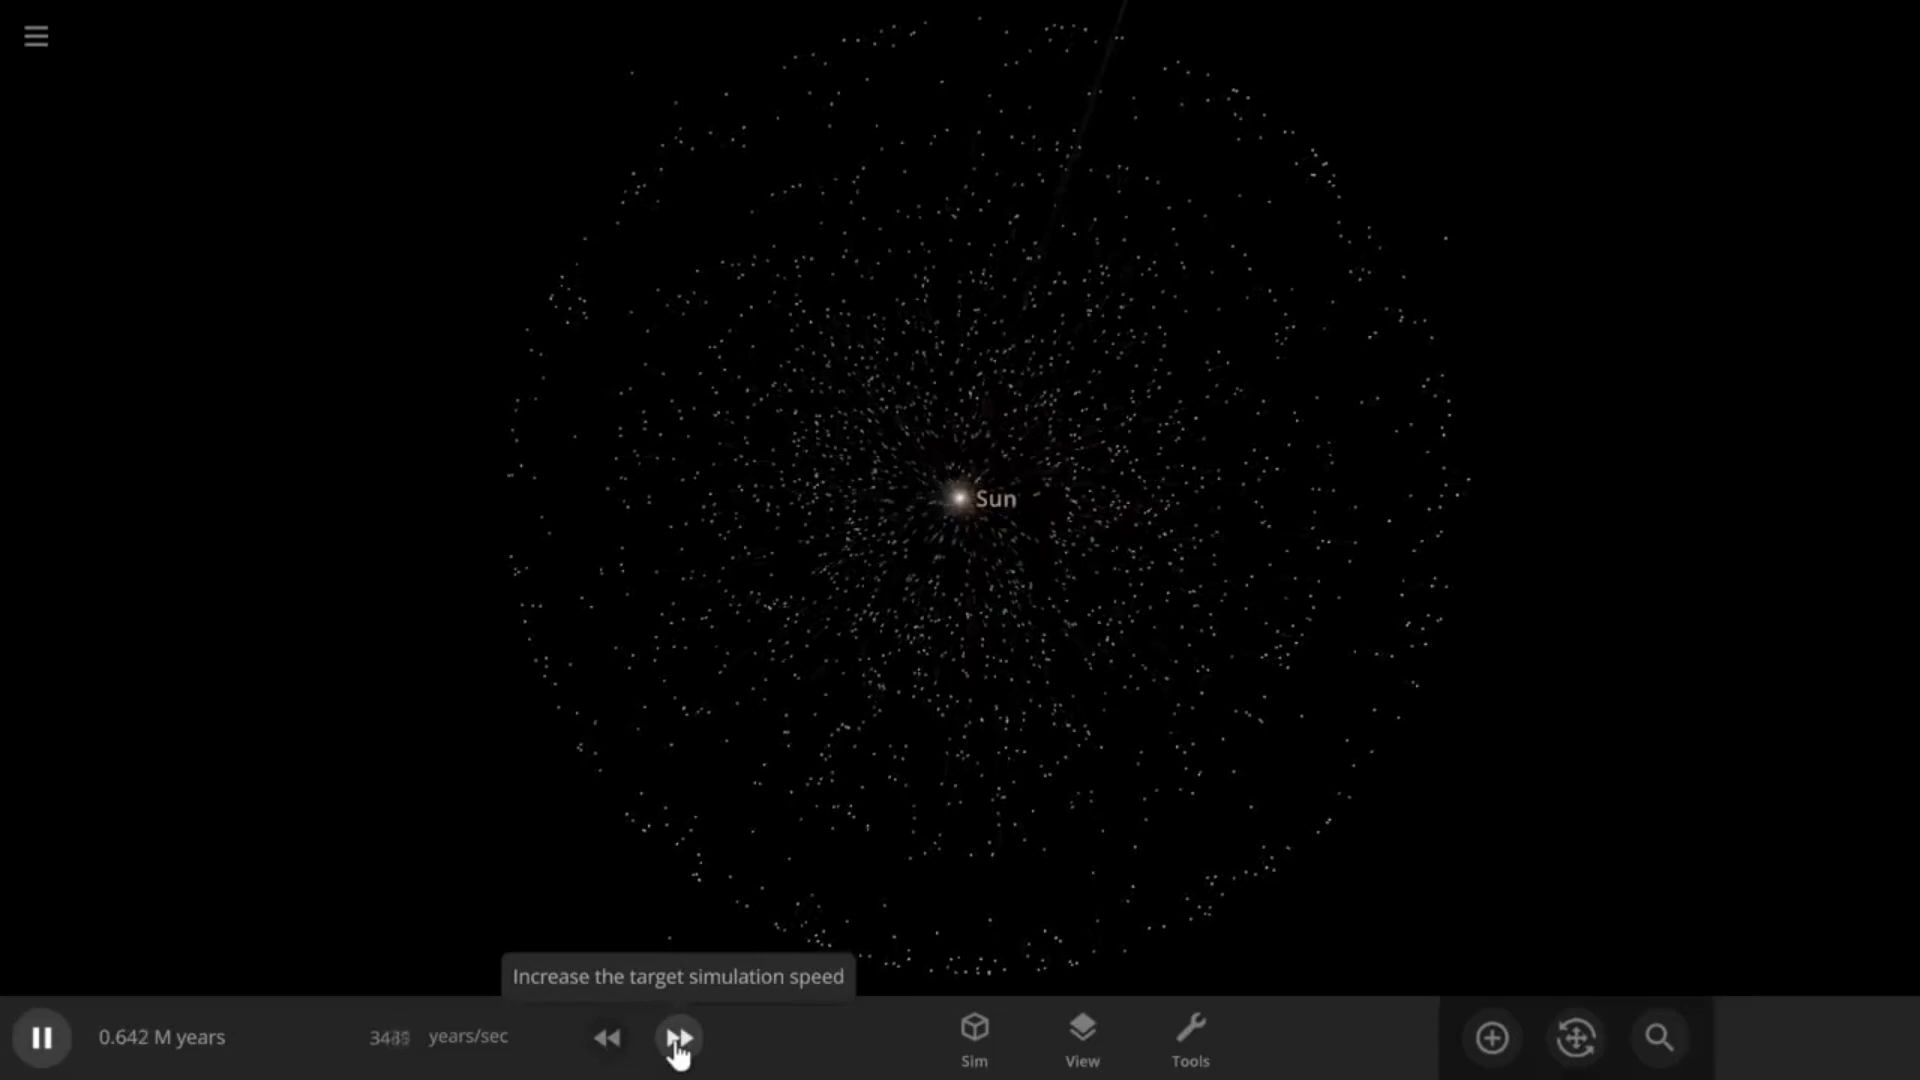 Sun
Increase the target simulation speed
0.642 M years
years/sec
Sim
View
Tools